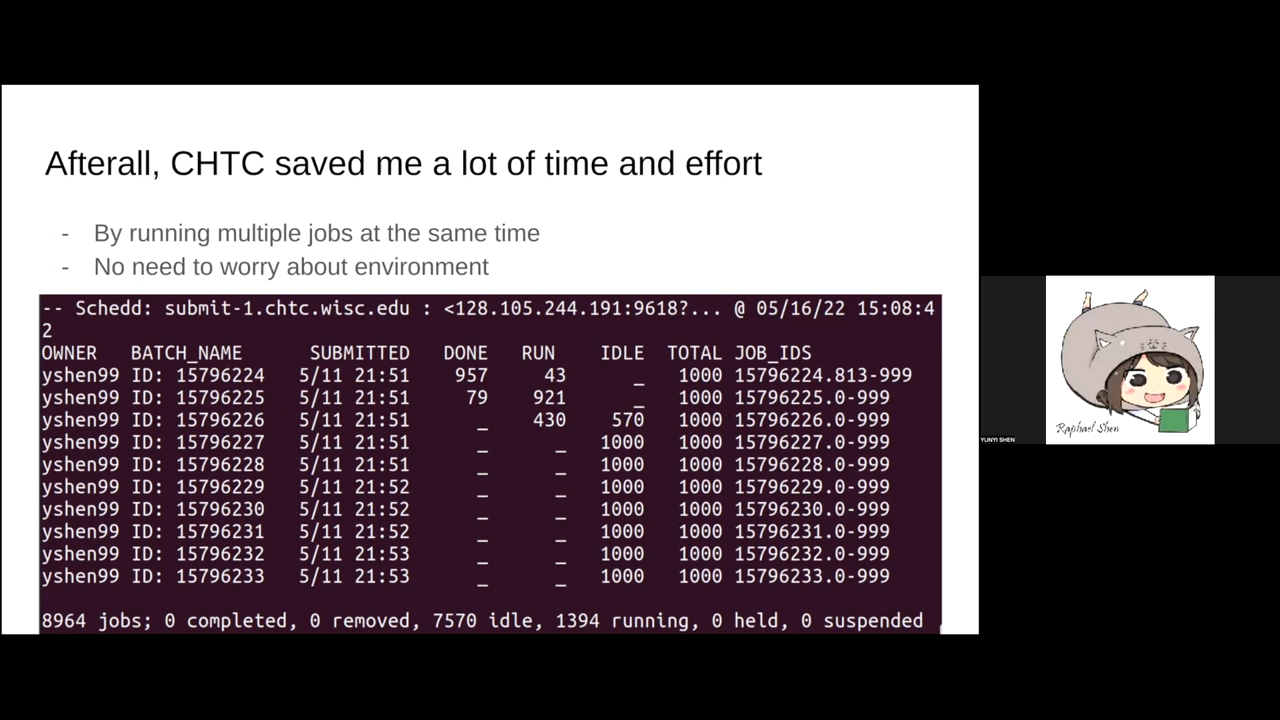 Afterall, CHTC saved me a lot of time and effort
- By running multiple jobs at the same time
- No need to worry about environment
-- Schedd: submit-1.chtc.wisc.edu : <128.105.244.191:9618?... @ 05/16/22 15:08:4
2
OWNER BATCH_NAME SUBMITTED DONE RUN IDLE TOTAL JOB_IDS
yshen99 ID: 15796224 5/11 21:51 957 43 _ 1000 15796224.813-999
yshen99 ID: 15796225 5/11 21:51 79 921 _ 1000 15796225.0-999
yshen99 ID: 15796226 5/11 21:51 _ 430 570 1000 15796226.0-999
yshen99 ID: 15796227 5/11 21:51 _ _ 1000 1000 15796227.0-999
yshen99 ID: 15796228 5/11 21:51 _ _ 1000 1000 15796228.0-999
yshen99 ID: 15796229 5/11 21:52 _ _ 1000 1000 15796229.0-999
yshen99 ID: 15796230 5/11 21:52 _ _ 1000 1000 15796230.0-999
yshen99 ID: 15796231 5/11 21:52 _ _ 1000 1000 15796231.0-999
yshen99 ID: 15796232 5/11 21:53 _ _ 1000 1000 15796232.0-999
yshen99 ID: 15796233 5/11 21:53 _ _ 1000 1000 15796233.0-999
8964 jobs; 0 completed, 0 removed, 7570 idle, 1394 running, 0 held, 0 suspended
Raphael Shen
YUNYI SHEN